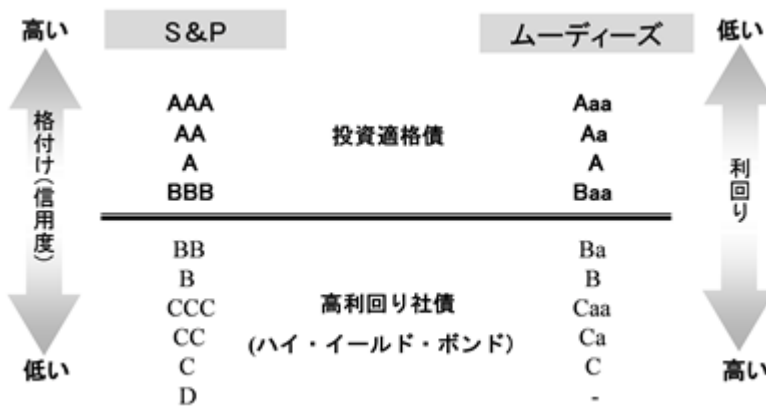 高い S&P ムーディーズ 低い
AAA Aaa
AA 投資適格債 Aa
A A
BBB Baa
格付け(信用度)
利回り
BB Ba
B B
CCC 高利回り社債 Caa
CC (ハイ・イールド・ボンド) Ca
低い C C 高い
D -